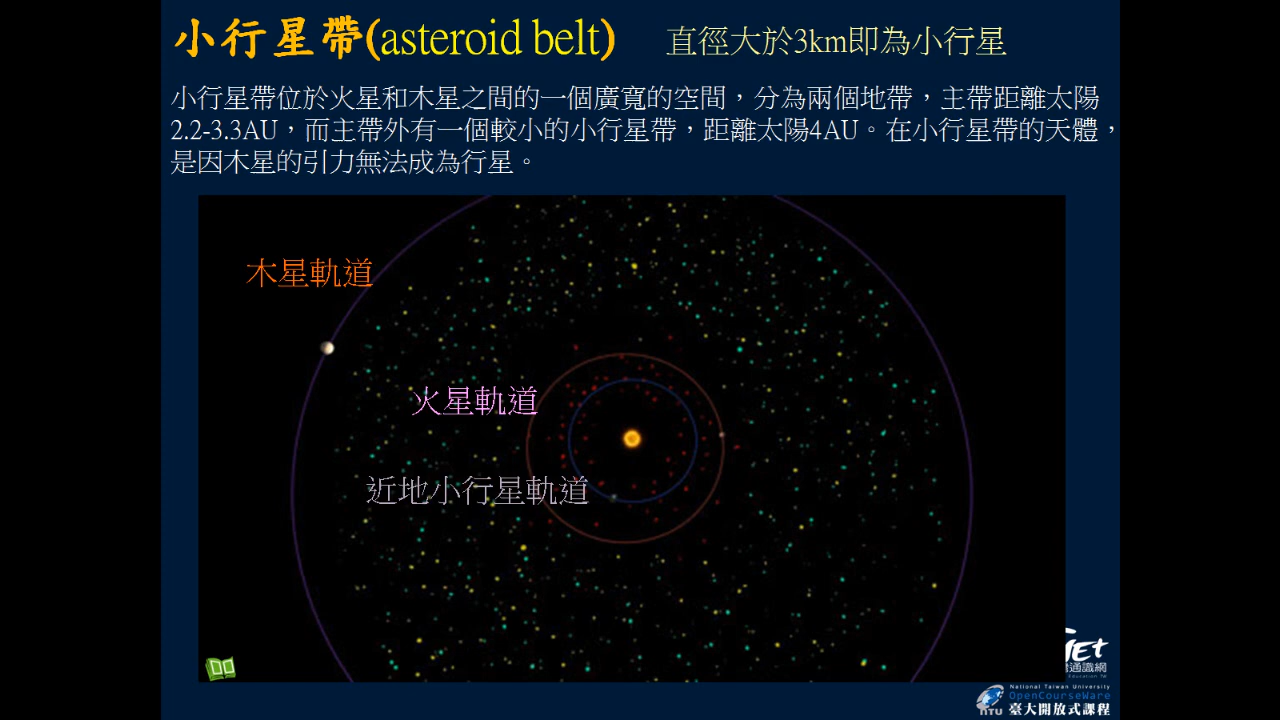 小行星帶(asteroid belt) 直徑大於3km即為小行星
小行星帶位於火星和木星之間的一個廣寬的空間，分為兩個地帶，主帶距離太陽
2.2-3.3AU，而主帶外有一個較小的小行星帶，距離太陽4AU。在小行星帶的天體，
是因木星的引力無法成為行星。
木星軌道
火星軌道
近地小行星軌道
通識網
National Taiwan University
OpenCourseWare
NTU 臺大開放式課程